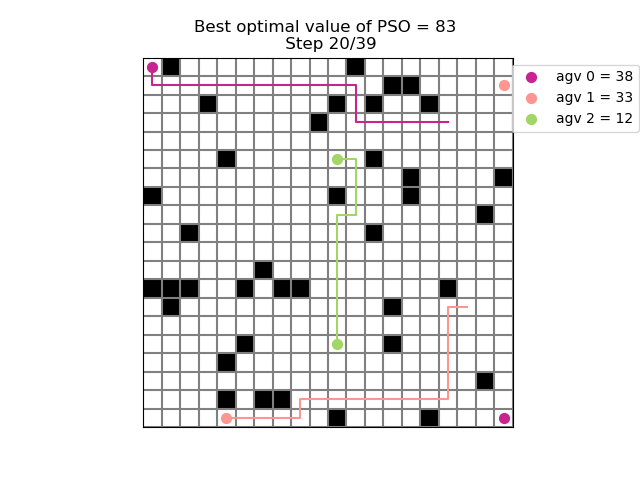 Best optimal value of PSO = 83
Step 20/39
agv 0 = 38
agv 1 = 33
agv 2 = 12